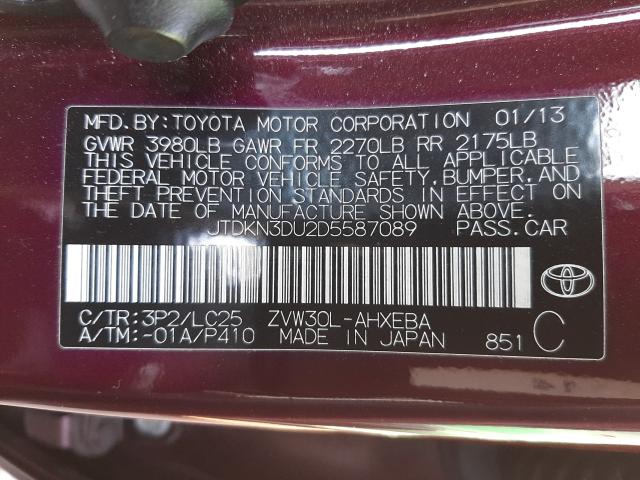 MFD. BY: TOYOTA MOTOR CORPORATION 01/13
GVWR 3980LB GAWR FR 2270LB RR 2175LB
THIS VEHICLE CONFORMS TO ALL APPLICABLE
FEDERAL MOTOR VEHICLE SAFETY, BUMPER, AND
THEFT PREVENTION STANDARDS IN EFFECT ON
THE DATE OF MANUFACTURE SHOWN ABOVE.
JTDKN3DU2D5587089 PASS. CAR
C/TR: 3P2/LC25 ZVW30L-AHXEBA
A/TM: -01A/P410 MADE IN JAPAN 851 C